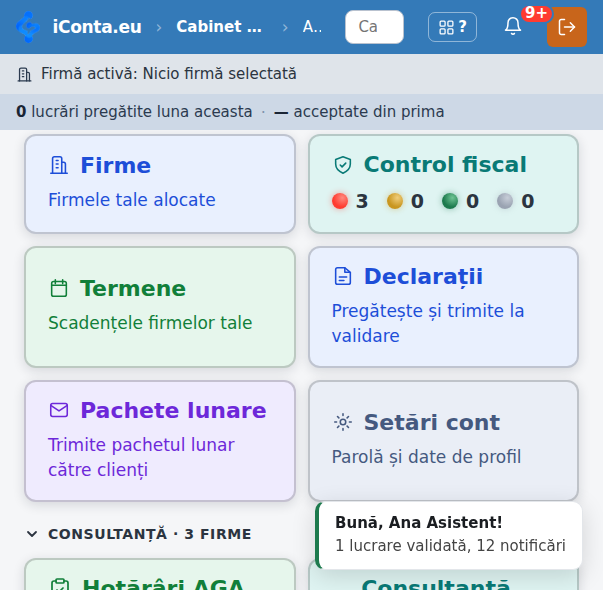 iConta.eu › Cabinet … › A.. Ca ? 9+
Firmă activă: Nicio firmă selectată
0 lucrări pregătite luna aceasta · — acceptate din prima
Firme
Firmele tale alocate
Control fiscal
3 0 0 0
Termene
Scadențele firmelor tale
Declarații
Pregătește și trimite la
validare
Pachete lunare
Trimite pachetul lunar
către clienți
Setări cont
Parolă și date de profil
CONSULTANȚĂ · 3 FIRME
Bună, Ana Asistent!
1 lucrare validată, 12 notificări
Hotărâri AGA
Consultanță